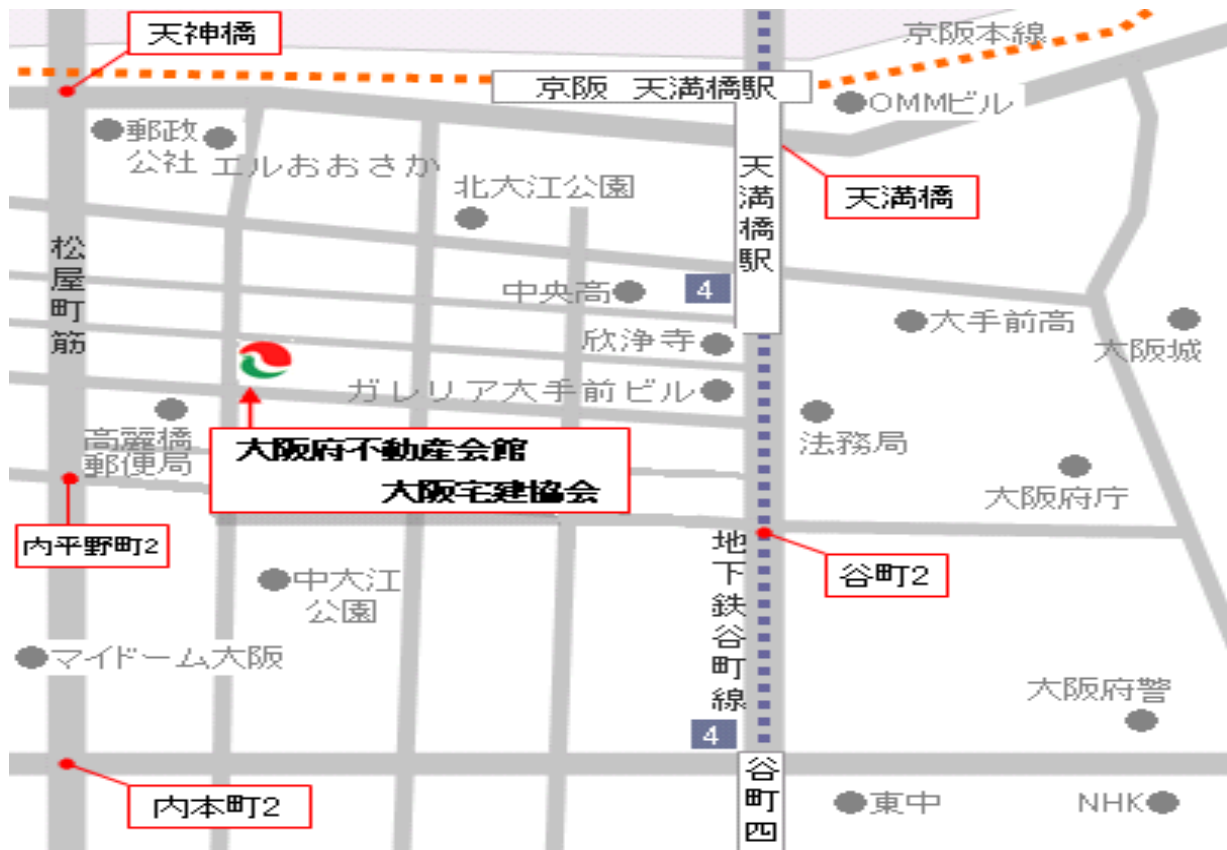 天神橋
京阪本線
京阪 天満橋駅
OMMビル
郵政
公社
エルおおさか
北大江公園
天満橋駅
天満橋
松屋町筋
中央高
4
大手前高
欣浄寺
大阪城
ガレリア大手前ビル
高麗橋
郵便局
大阪府不動産会館
大阪宅建協会
法務局
大阪府庁
内平野町2
谷町2
地下鉄谷町線
中大江
公園
マイドーム大阪
大阪府警
4
内本町2
谷町四
東中
NHK